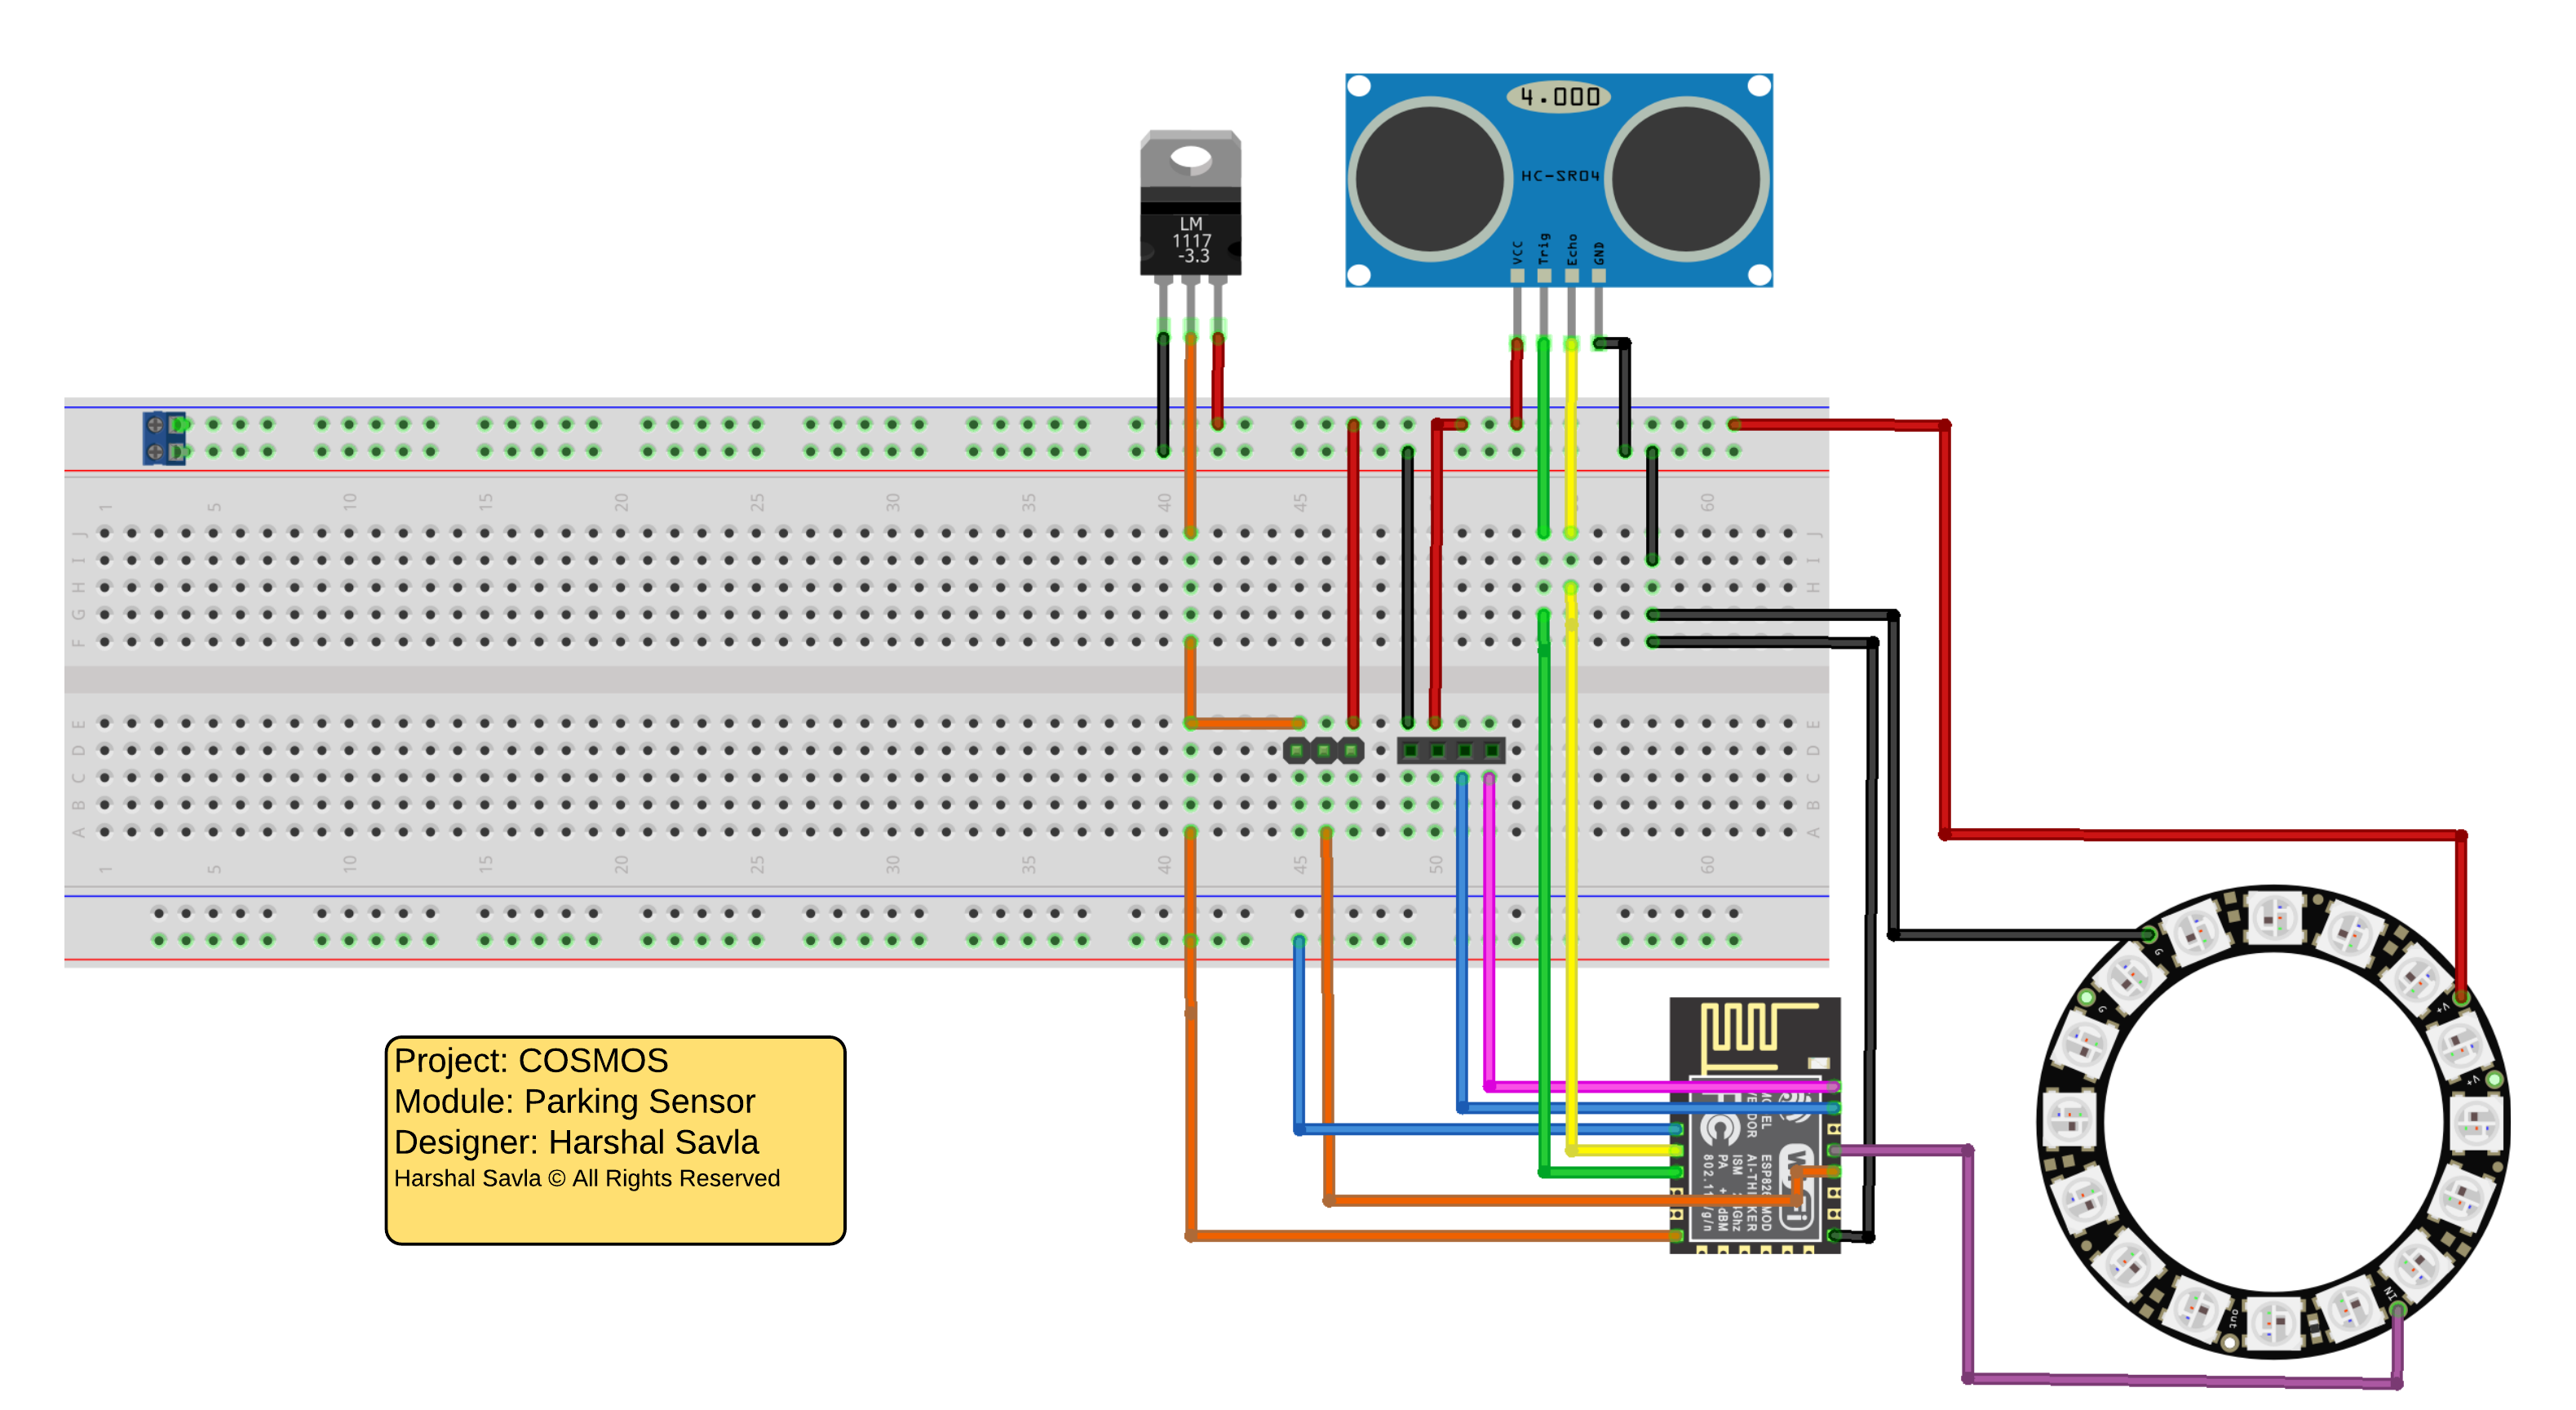 4.000
HC-SR04
LM
1117
-3.3
VCC
Trig
Echo
GND
1 5 10 15 20 25 30 35 40 45 60
J
I
H
G
F
J
I
H
E
D
C
B
A
E
D
C
B
A
1 5 10 15 20 25 30 35 40 45 50 60
Project: COSMOS
Module: Parking Sensor
Designer: Harshal Savla
Harshal Savla © All Rights Reserved
G
G
V+
V+
IN
Out